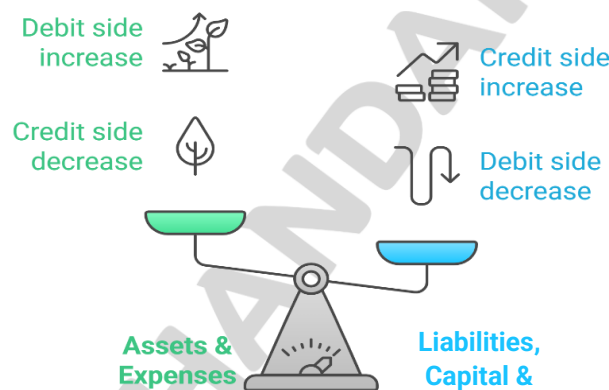 Debit side
increase
Credit side
decrease
Credit side
increase
Debit side
decrease
Assets &
Expenses
Liabilities,
Capital &